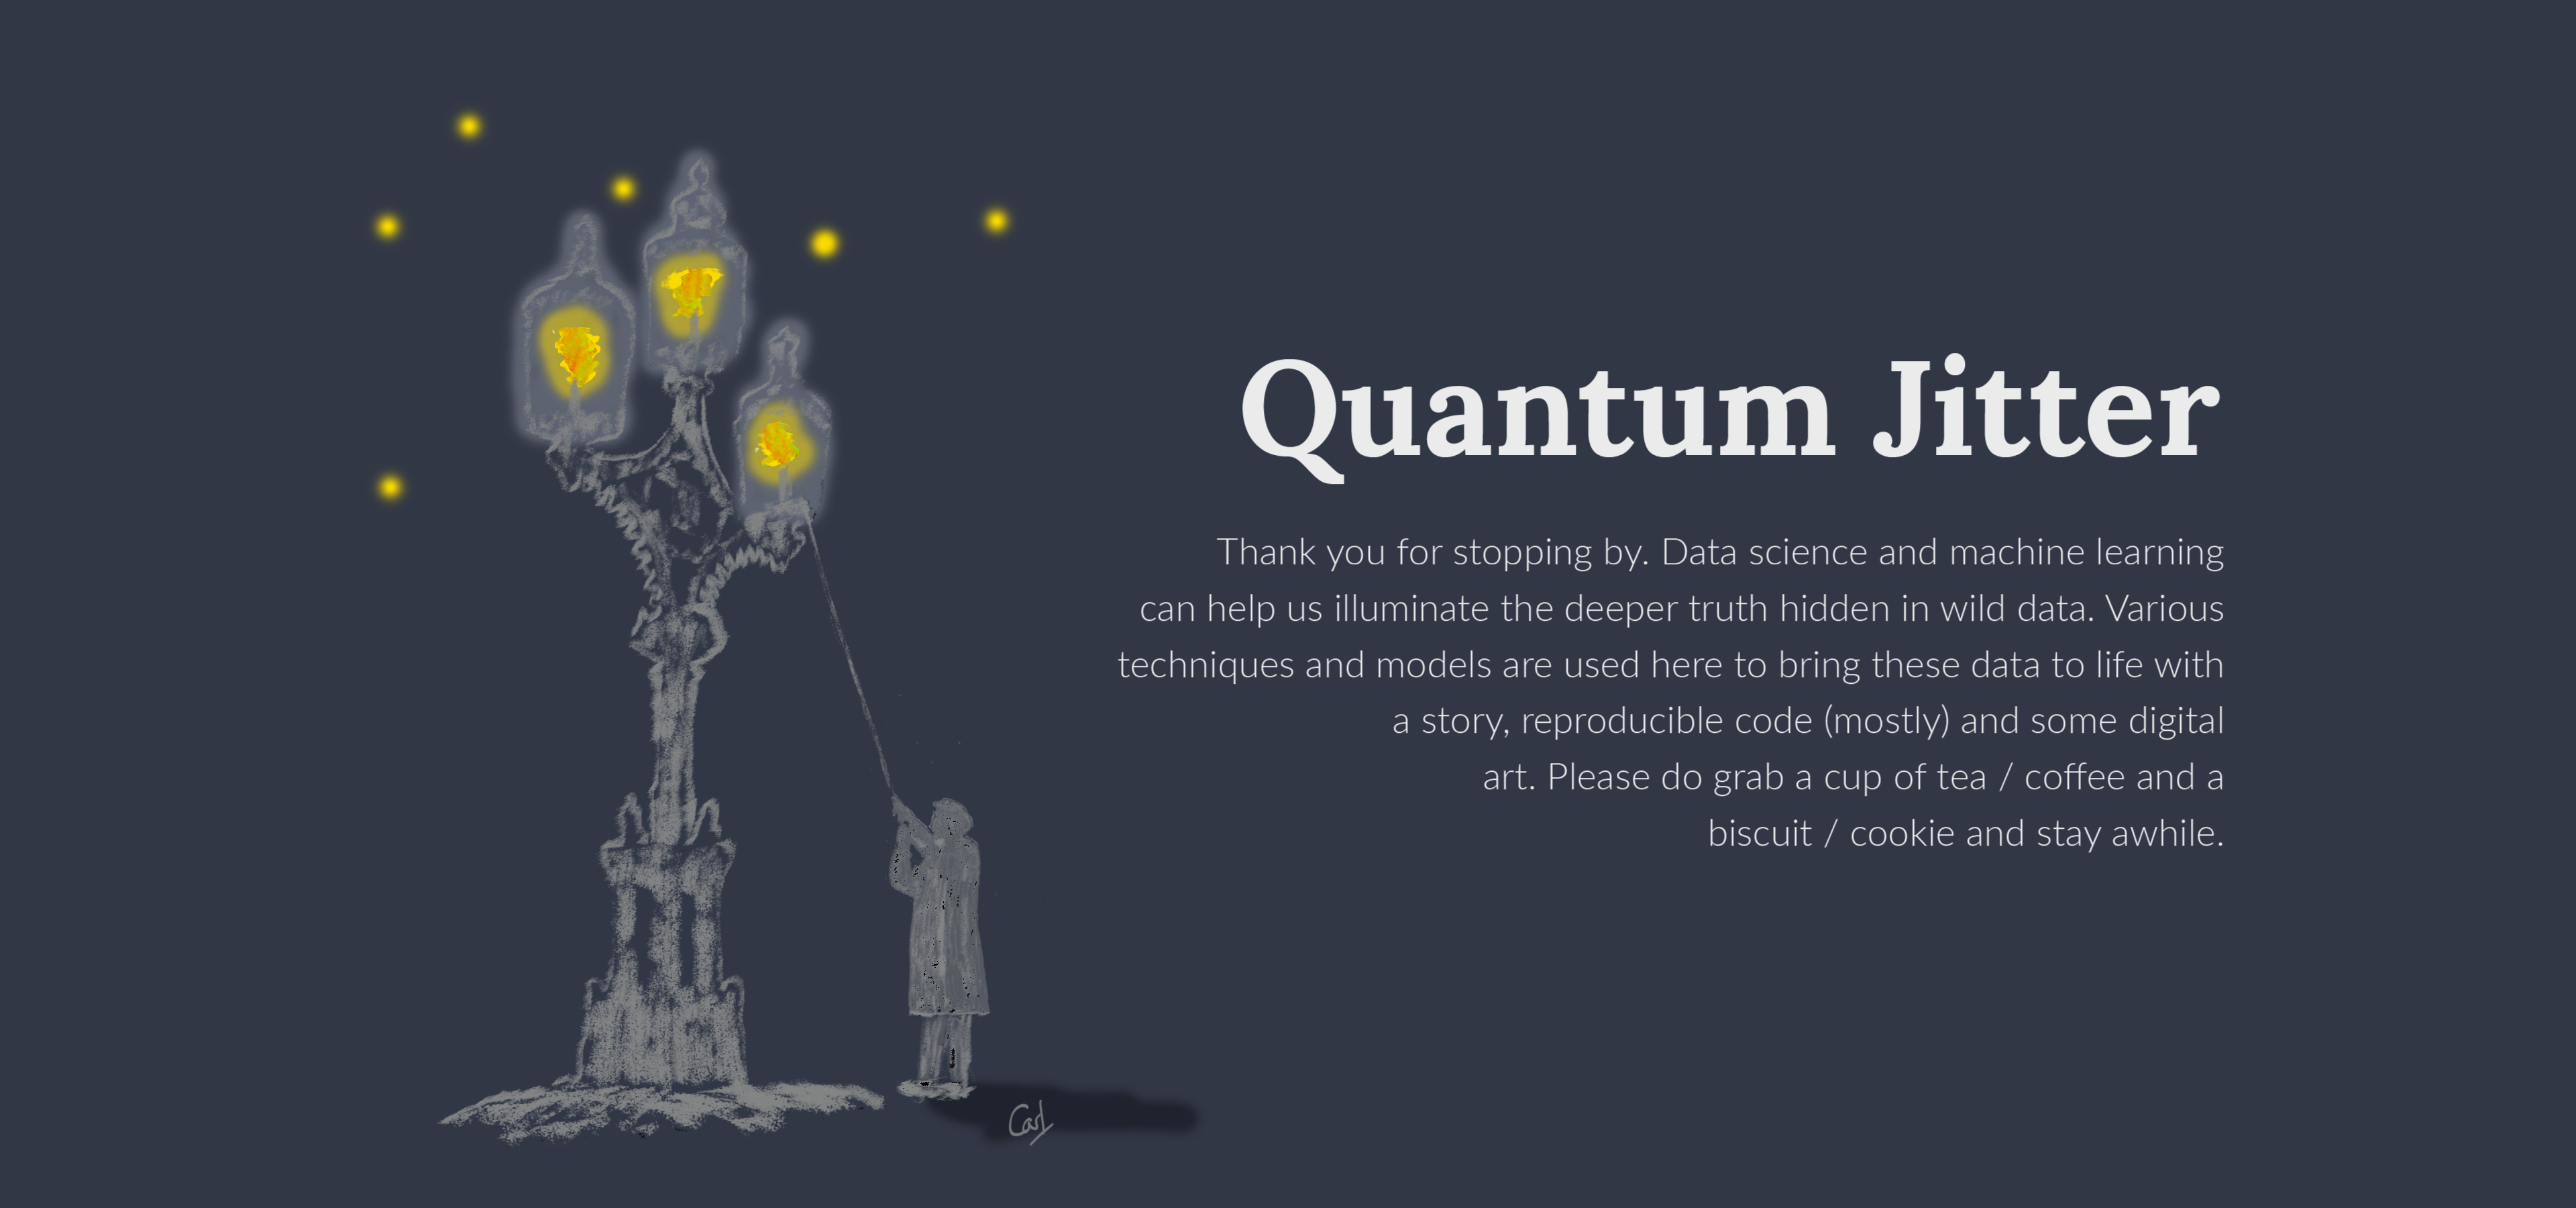 Quantum Jitter
Thank you for stopping by. Data science and machine learning
can help us illuminate the deeper truth hidden in wild data. Various
techniques and models are used here to bring these data to life with
a story, reproducible code (mostly) and some digital
art. Please do grab a cup of tea / coffee and a
biscuit / cookie and stay awhile.
Carl